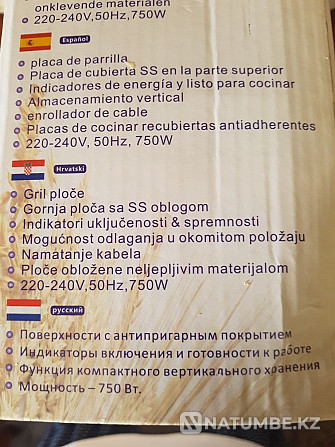 onklevende materialen
220-240V,50Hz,750W
Español
placa de parrilla
Placa de cubierta SS en la parte superior
Indicadores de energía y listo para cocinar
Almacenamiento vertical
enrollador de cable
Placas de cocinar recubiertas antiadherentes
220-240V, 50Hz, 750W
Hrvatski
Gril ploče
Gornja ploča sa SS oblogom
Indikatori uključenosti & spremnosti
Mogućnost odlaganja u okomitom položaju
Namatanje kabela
Ploče obložene neljepljivim materijalom
220-240V,50Hz,750W
русский
Поверхности с антипригарным покрытием
Индикаторы включения и готовности к работе
Функция компактного вертикального хранения
Мощность – 750 Вт.
NATUMBE.KZ